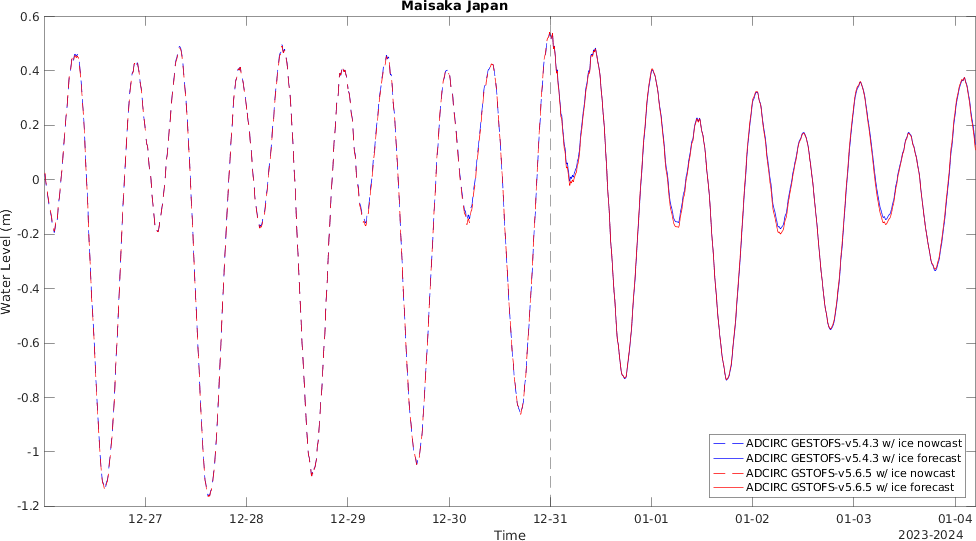 Maisaka Japan
0.6
0.4
0.2
0
-0.2
-0.4
-0.6
-0.8
-1
-1.2
Water Level (m)
12-27
12-28
12-29
12-30
12-31
01-01
01-02
01-03
01-04
Time
2023-2024
ADCIRC GESTOFS-v5.4.3 w/ ice nowcast
ADCIRC GESTOFS-v5.4.3 w/ ice forecast
ADCIRC GSTOFS-v5.6.5 w/ ice nowcast
ADCIRC GSTOFS-v5.6.5 w/ ice forecast